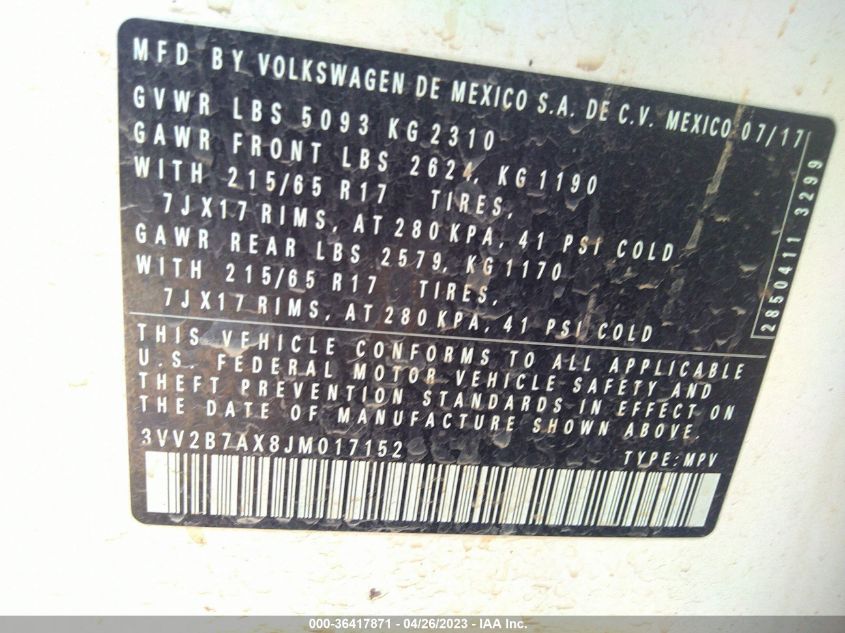 MFD BY VOLKSWAGEN DE MEXICO S.A. DE C.V. MEXICO 07/17
GVWR LBS 5093 KG 2310
GAWR FRONT LBS 2624, KG 1190
WITH 215/65 R17 TIRES,
7JX17 RIMS, AT 280 KPA, 41 PSI COLD
GAWR REAR LBS 2579, KG 1170
WITH 215/65 R17 TIRES,
7JX17 RIMS, AT 280 KPA, 41 PSI COLD
2850411 3299
THIS VEHICLE CONFORMS TO ALL APPLICABLE
U.S. FEDERAL MOTOR VEHICLE SAFETY AND
THEFT PREVENTION STANDARDS IN EFFECT ON
THE DATE OF MANUFACTURE SHOWN ABOVE.
3VV2B7AX8JM017152
TYPE: MPV
000-36417871 - 04/26/2023 - IAA Inc.